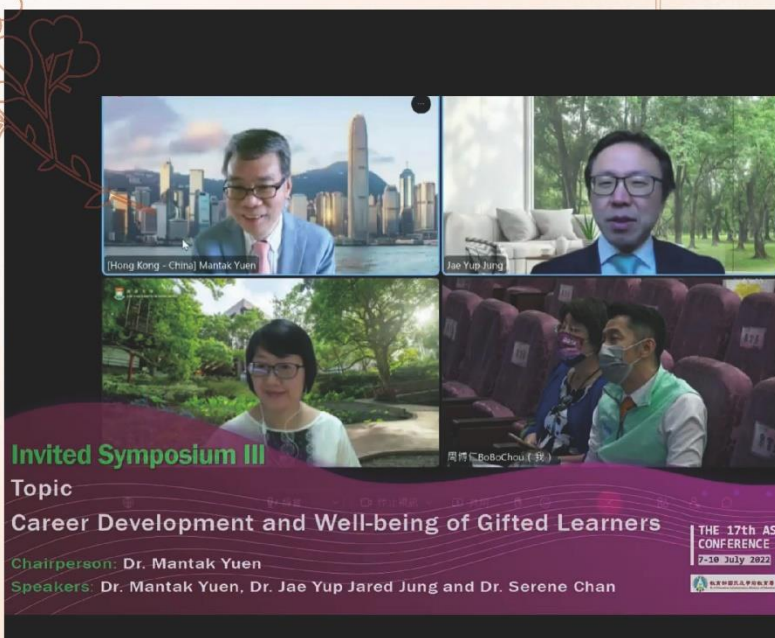 [Hong Kong - China] Mantak Yuen
Jae Yup Jung
周博仁BoBoChou（我）
Invited Symposium III
Topic
Career Development and Well-being of Gifted Learners
Chairperson: Dr. Mantak Yuen
Speakers: Dr. Mantak Yuen, Dr. Jae Yup Jared Jung and Dr. Serene Chan
THE 17th AS
CONFERENCE
7-10 July 2022